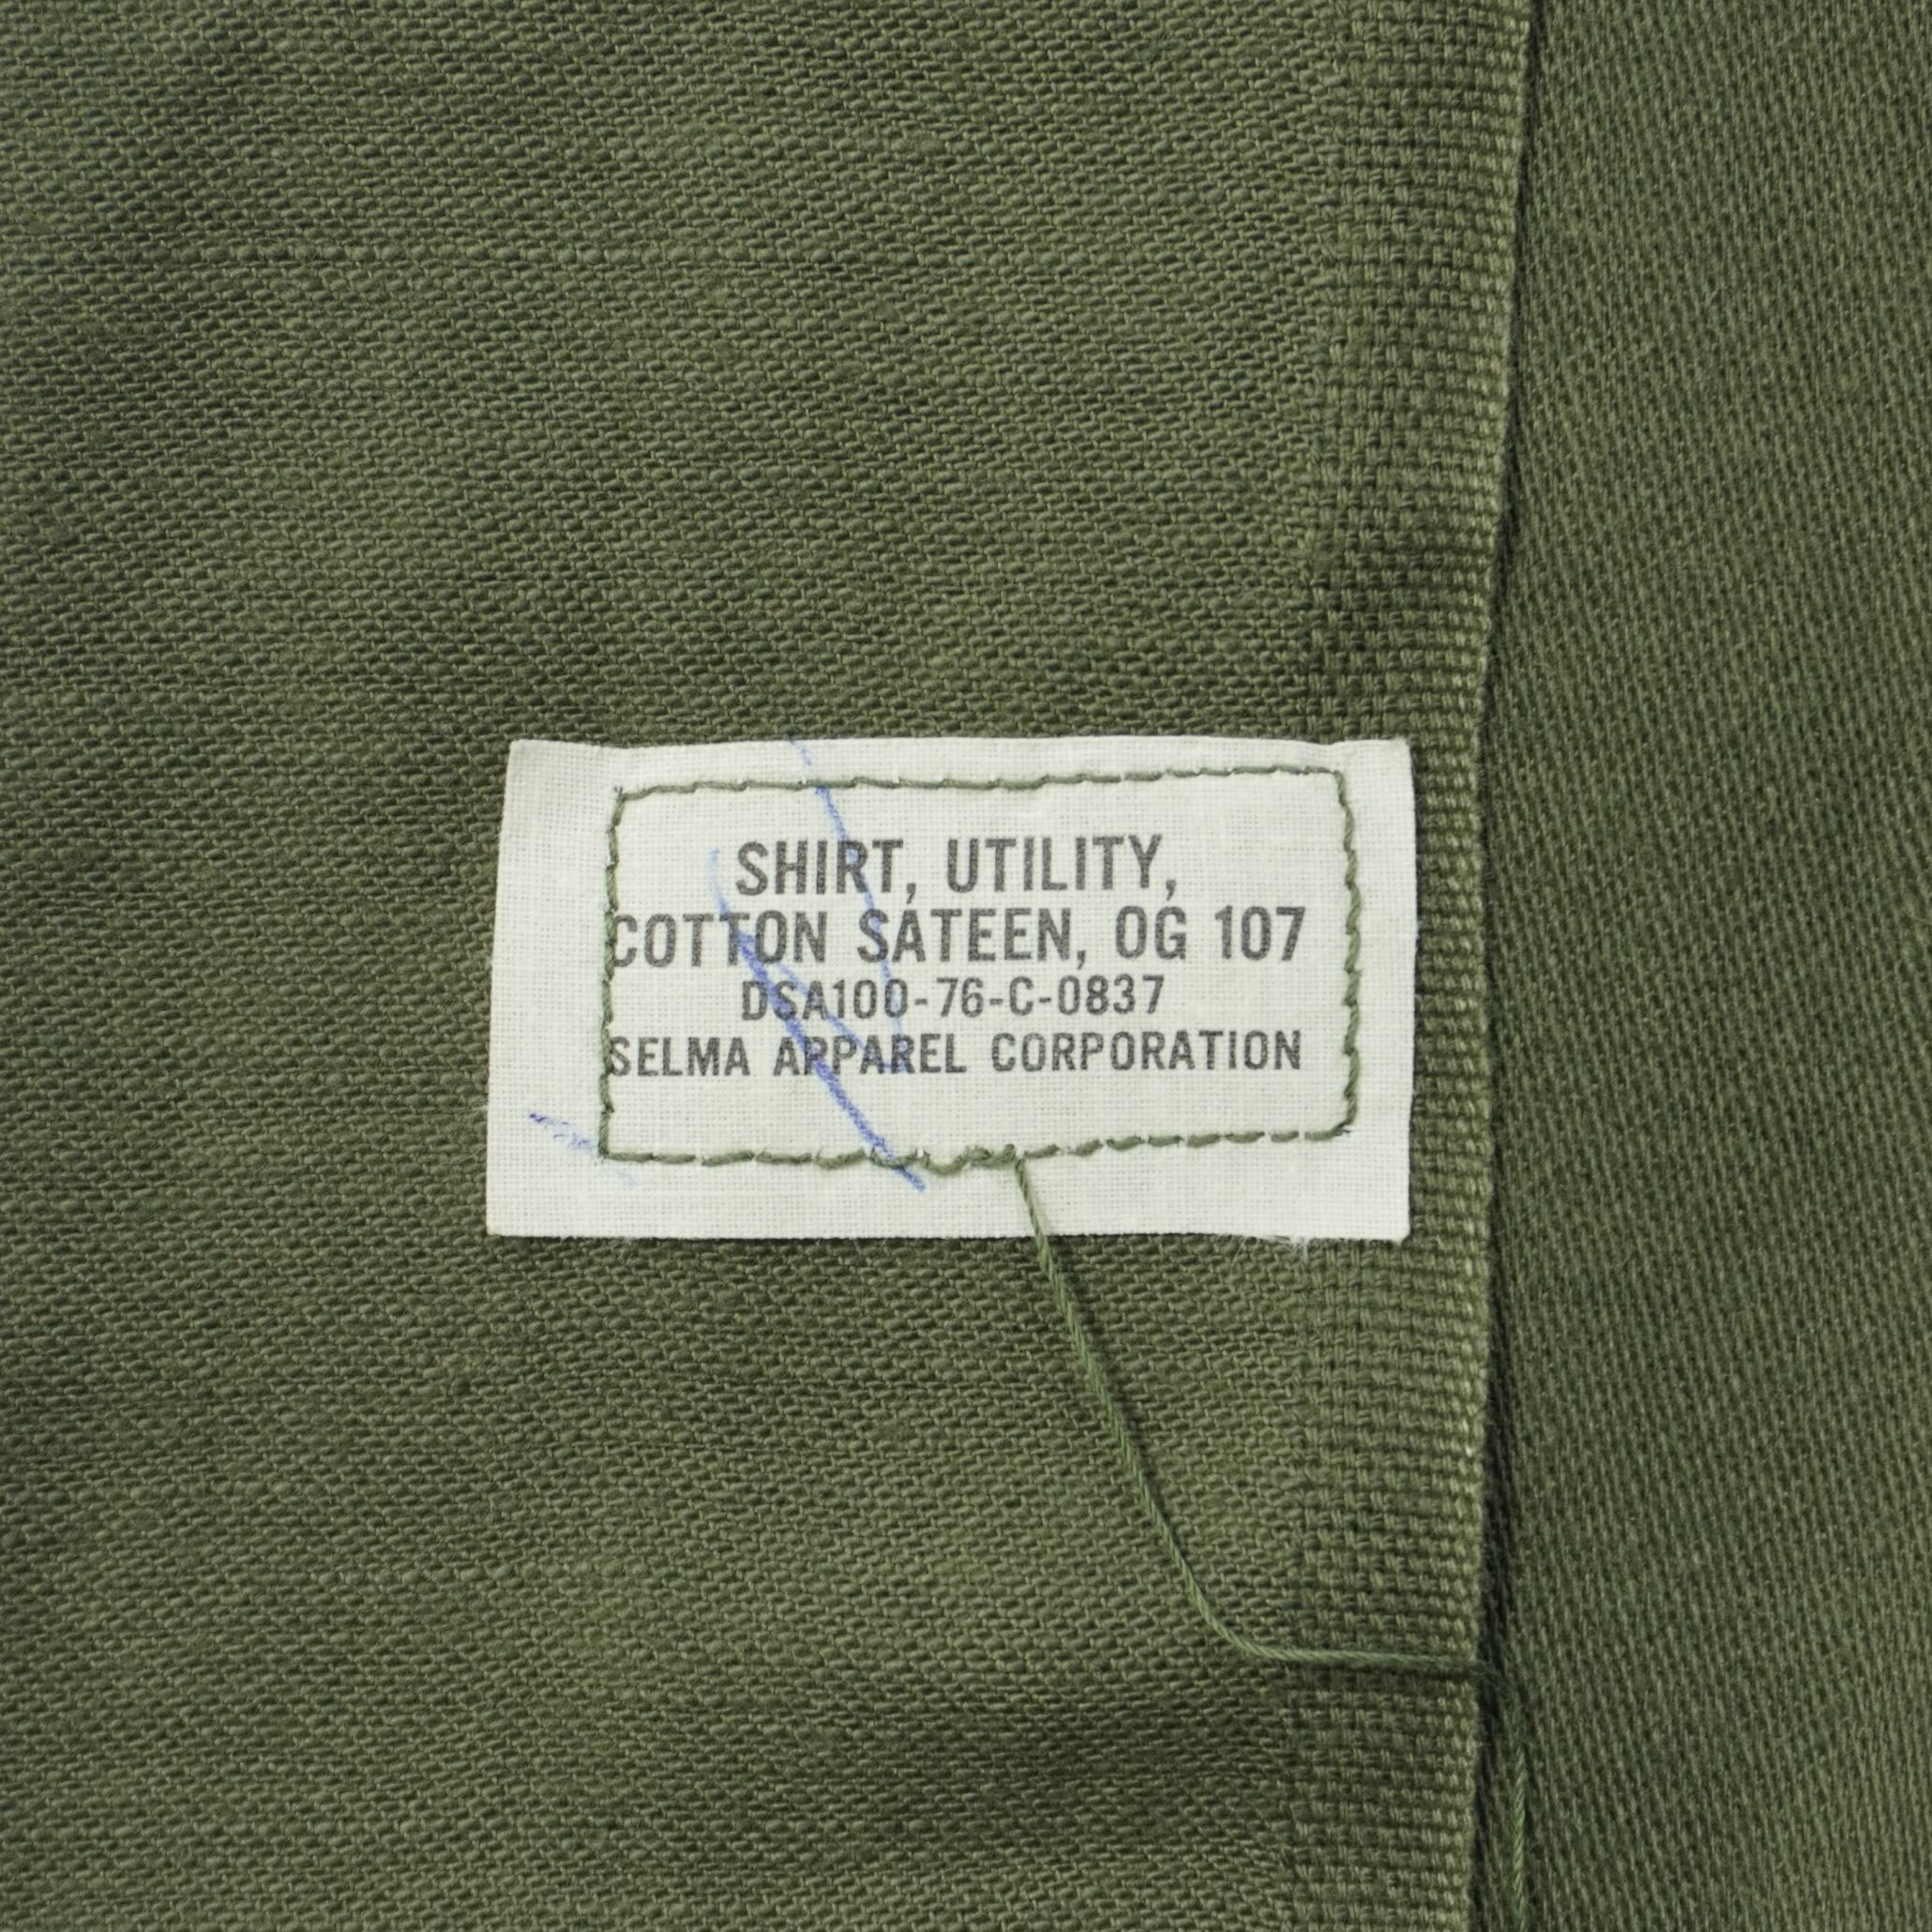 SHIRT, UTILITY,
COTTON SATEEN, OG 107
DSA100-76-C-0837
SELMA APPAREL CORPORATION